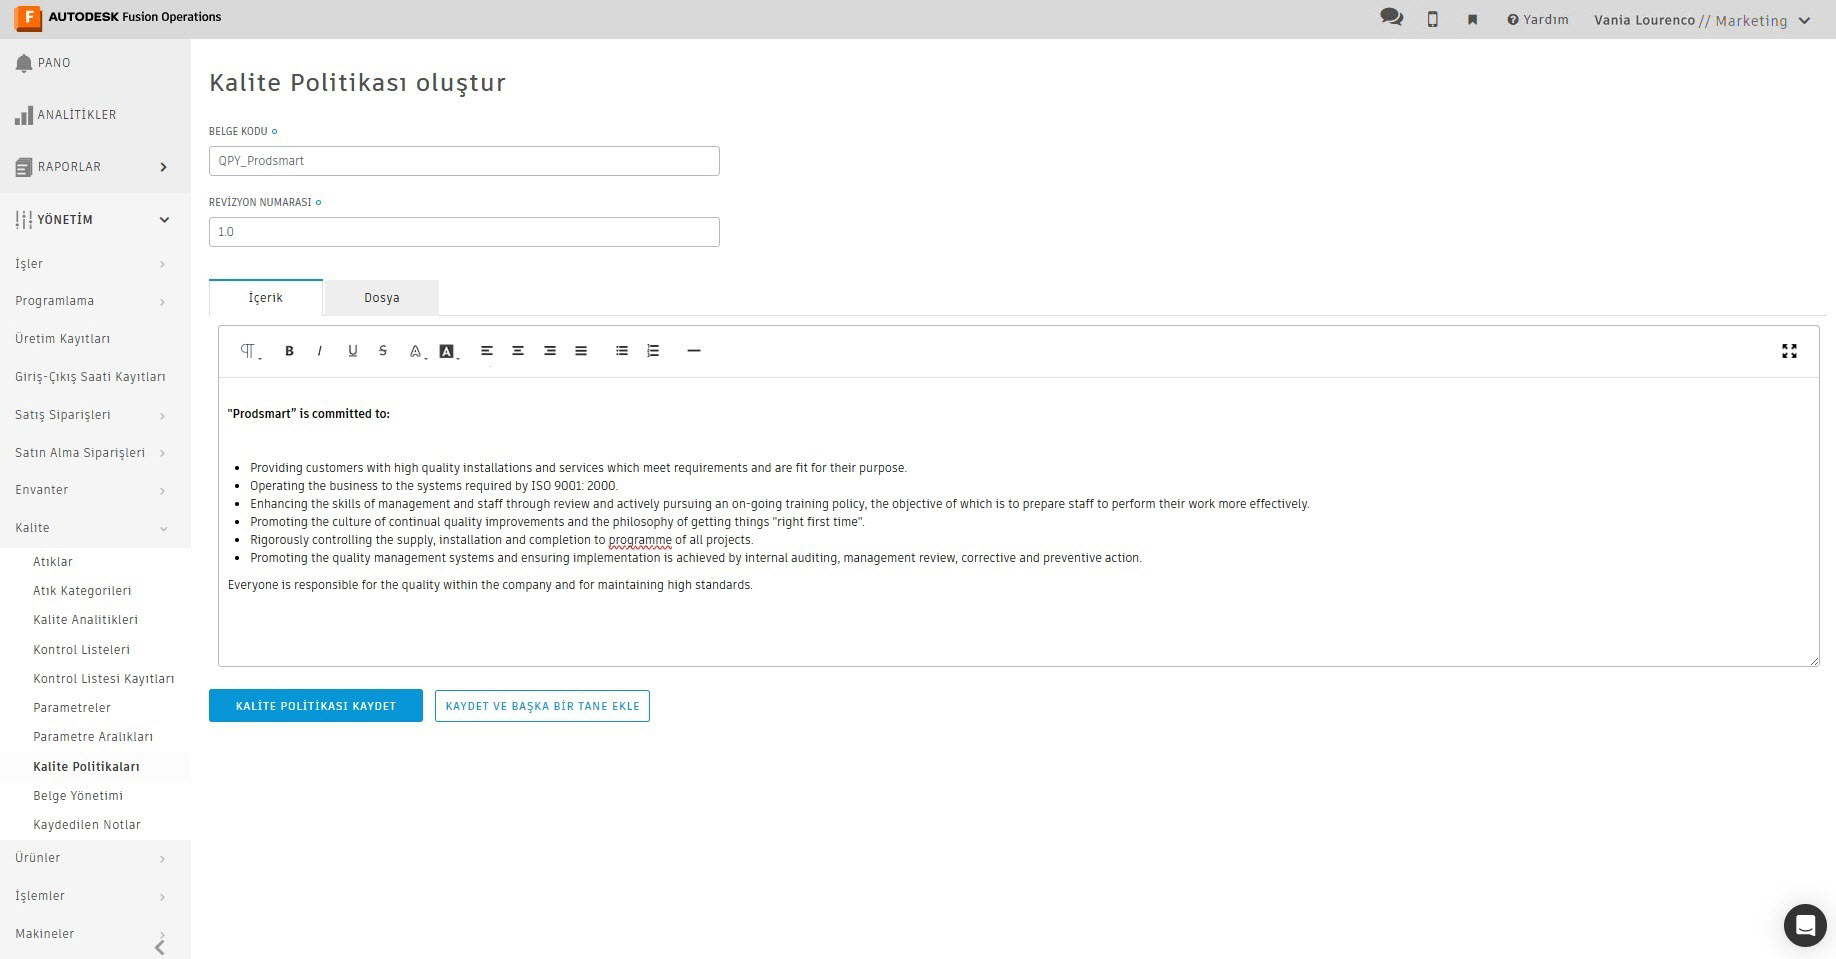 F AUTODESK Fusion Operations
Yardım
Vania Lourenco // Marketing
PANO
ANALİTİKLER
RAPORLAR
YÖNETİM
İşler
Programlama
Üretim Kayıtları
Giriş-Çıkış Saati Kayıtları
Satış Siparişleri
Satın Alma Siparişleri
Envanter
Kalite
Atıklar
Atık Kategorileri
Kalite Analitikleri
Kontrol Listeleri
Kontrol Listesi Kayıtları
Parametreler
Parametre Aralıkları
Kalite Politikaları
Belge Yönetimi
Kaydedilen Notlar
Ürünler
İşlemler
Makineler
Kalite Politikası oluştur
BELGE KODU
QPY_Prodsmart
REVİZYON NUMARASI
1.0
İçerik
Dosya
B I U S A A
"Prodsmart” is committed to:
• Providing customers with high quality installations and services which meet requirements and are fit for their purpose.
• Operating the business to the systems required by ISO 9001: 2000.
• Enhancing the skills of management and staff through review and actively pursuing an on-going training policy, the objective of which is to prepare staff to perform their work more effectively.
• Promoting the culture of continual quality improvements and the philosophy of getting things "right first time".
• Rigorously controlling the supply, installation and completion to programme of all projects.
• Promoting the quality management systems and ensuring implementation is achieved by internal auditing, management review, corrective and preventive action.
Everyone is responsible for the quality within the company and for maintaining high standards.
KALİTE POLİTİKASI KAYDET
KAYDET VE BAŞKA BİR TANE EKLE